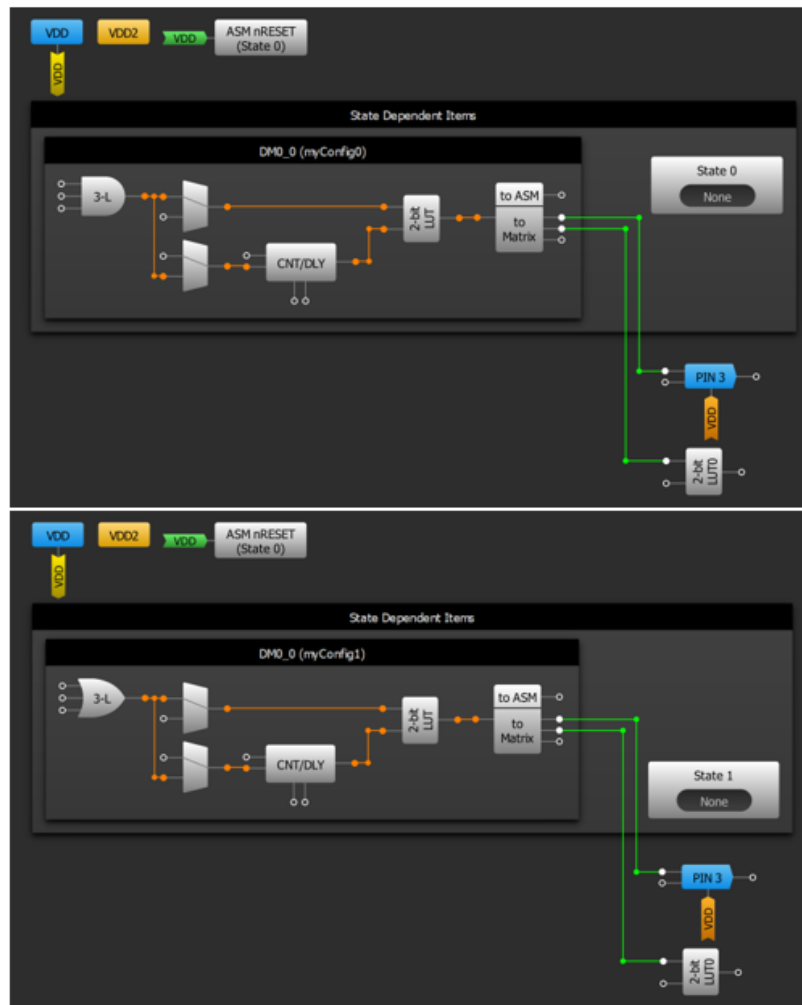 VDD
VDD2
VDD
ASM nRESET
(State 0)
VDD
State Dependent Items
DM0_0 (myConfig0)
3-L
2-bit
LUT
to ASM
to
Matrix
CNT/DLY
State 0
None
PIN 3
VDD
2-bit
LUT0
VDD
VDD2
VDD
ASM nRESET
(State 0)
VDD
State Dependent Items
DM0_0 (myConfig1)
3-L
2-bit
LUT
to ASM
to
Matrix
CNT/DLY
State 1
None
PIN 3
VDD
2-bit
LUT0